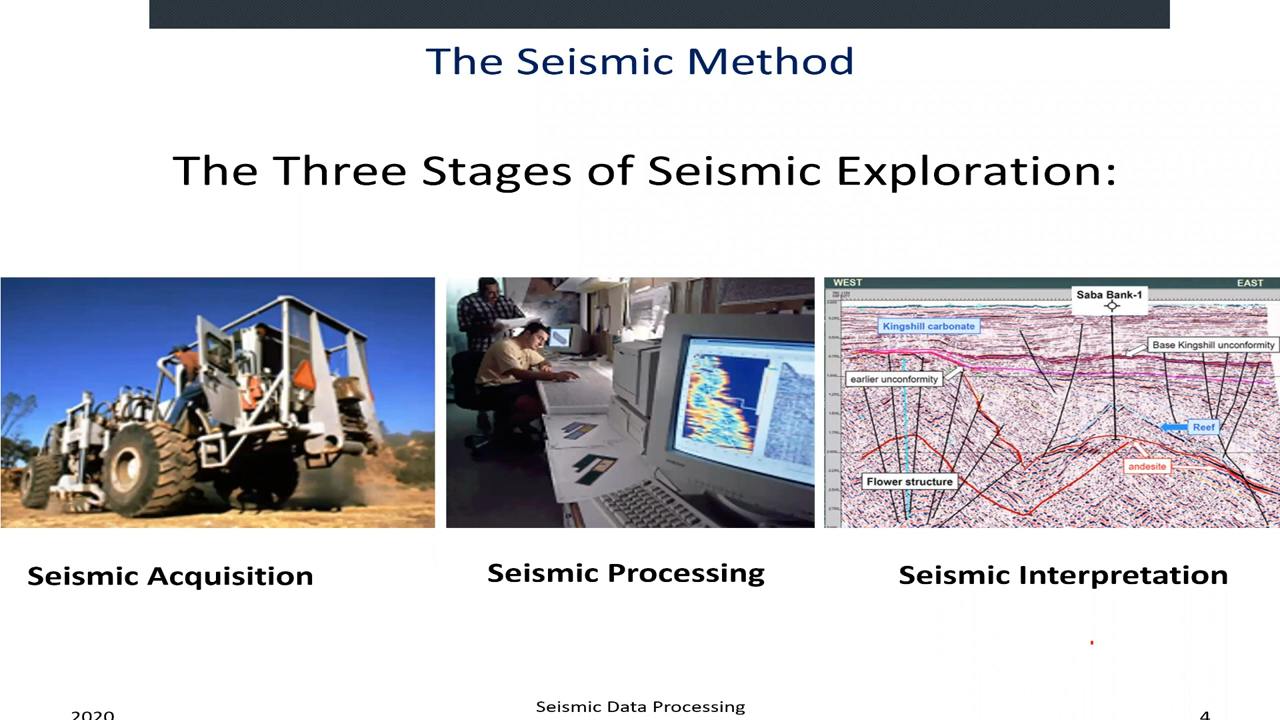 The Seismic Method
The Three Stages of Seismic Exploration:
WEST
EAST
Saba Bank-1
Kingshill carbonate
Base Kingshill unconformity
earlier unconformity
Reef
andesite
Flower structure
Seismic Acquisition
Seismic Processing
Seismic Interpretation
2020
Seismic Data Processing
4